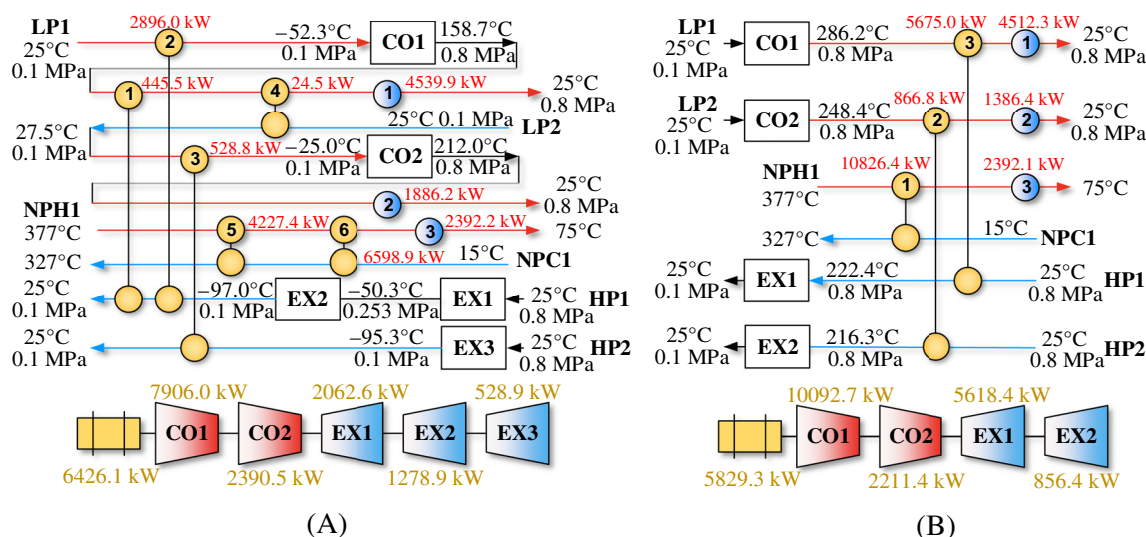 2896.0 kW
LP1
25°C
0.1 MPa
2
−52.3°C
0.1 MPa
CO1
158.7°C
0.8 MPa
445.5 kW
24.5 kW
4539.9 kW
1
4
1
25°C
0.8 MPa
25°C 0.1 MPa
LP2
27.5°C
0.1 MPa
3
528.8 kW
−25.0°C
0.1 MPa
CO2
212.0°C
0.8 MPa
2
1886.2 kW
25°C
0.8 MPa
NPH1
377°C
5
4227.4 kW
6
3
2392.2 kW
75°C
327°C
6598.9 kW
15°C
NPC1
25°C
0.1 MPa
−97.0°C
0.1 MPa
EX2
−50.3°C
0.253 MPa
EX1
25°C
0.8 MPa
HP1
25°C
0.1 MPa
−95.3°C
0.1 MPa
EX3
25°C
0.8 MPa
HP2
7906.0 kW
2062.6 kW
528.9 kW
CO1
CO2
EX1
EX2
EX3
6426.1 kW
2390.5 kW
1278.9 kW
(A)
LP1
25°C
0.1 MPa
CO1
286.2°C
0.8 MPa
5675.0 kW
3
4512.3 kW
1
25°C
0.8 MPa
LP2
25°C
0.1 MPa
CO2
248.4°C
0.8 MPa
866.8 kW
2
1386.4 kW
2
25°C
0.8 MPa
NPH1
377°C
10826.4 kW
1
2392.1 kW
3
75°C
327°C
15°C
NPC1
25°C
0.1 MPa
EX1
222.4°C
0.8 MPa
25°C
0.8 MPa
HP1
25°C
0.1 MPa
EX2
216.3°C
0.8 MPa
25°C
0.8 MPa
HP2
10092.7 kW
5618.4 kW
CO1
CO2
EX1
EX2
5829.3 kW
2211.4 kW
856.4 kW
(B)